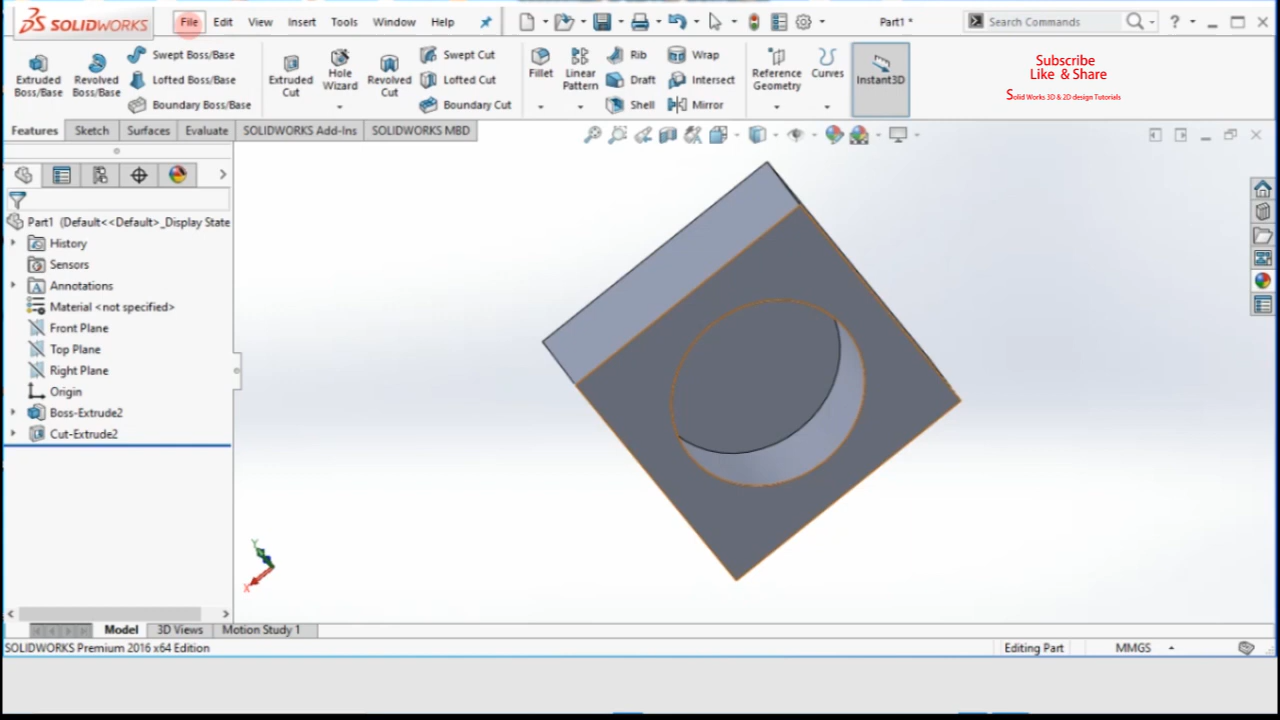 SOLIDWORKS
File Edit View Insert Tools Window Help
Part1 *
Search Commands
Extruded Boss/Base
Revolved Boss/Base
Swept Boss/Base
Lofted Boss/Base
Boundary Boss/Base
Extruded Cut
Hole Wizard
Revolved Cut
Swept Cut
Lofted Cut
Boundary Cut
Fillet
Linear Pattern
Rib
Draft
Shell
Wrap
Intersect
Mirror
Reference Geometry
Curves
Instant3D
Subscribe
Like & Share
Solid Works 3D & 2D design Tutorials
Features Sketch Surfaces Evaluate SOLIDWORKS Add-Ins SOLIDWORKS MBD
Part1 (Default<<Default>_Display State
History
Sensors
Annotations
Material <not specified>
Front Plane
Top Plane
Right Plane
Origin
Boss-Extrude2
Cut-Extrude2
Y
X
Model 3D Views Motion Study 1
SOLIDWORKS Premium 2016 x64 Edition
Editing Part MMGS